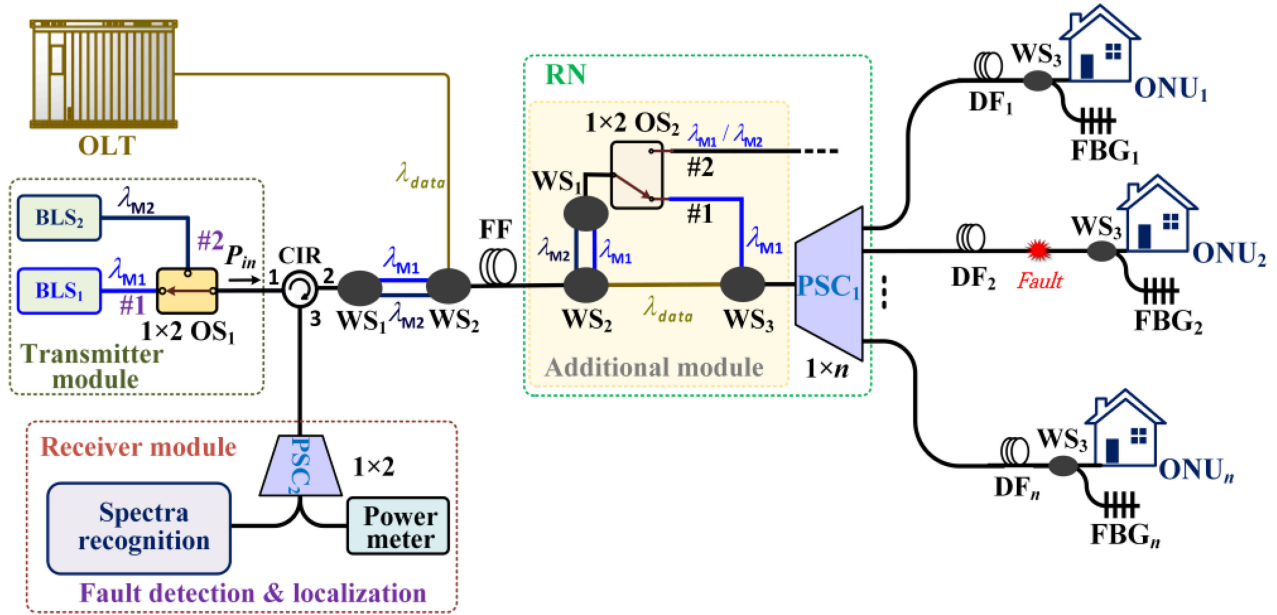 OLT
BLS₂
λM2
#2
BLS₁
λM1
#1
1×2 OS₁
Transmitter
module
Pin
CIR
1
2
3
WS₁
λM1
λM2
WS₂
λdata
FF
RN
1×2 OS₂
λM1 / λM2
#2
#1
WS₁
λM2
λM1
λM1
WS₂
λdata
WS₃
Additional module
PSC₁
1×n
DF₁
WS₃
ONU₁
FBG₁
DF₂
Fault
WS₃
ONU₂
FBG₂
DFn
WS₃
ONUn
FBGn
Receiver module
PSC₂
1×2
Spectra
recognition
Power
meter
Fault detection & localization